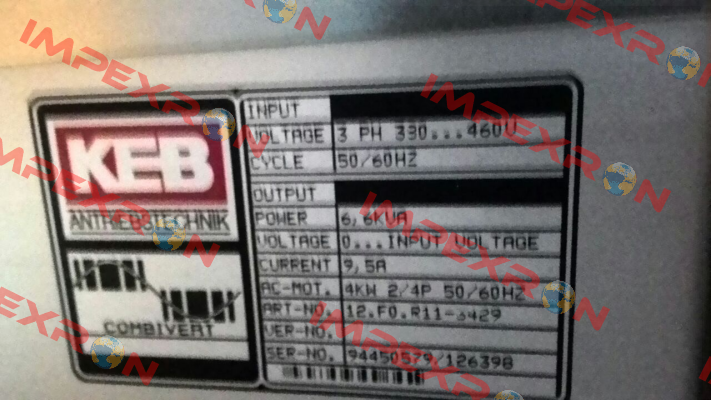 IMPEXRON
IMPEXRON
IMPEXRON
IMPEXRON
IMPEXRON
KEB
ANTRIEBSTECHNIK
COMBIVERT
INPUT
VOLTAGE 3 PH 380...460V
CYCLE 50/60HZ
OUTPUT
POWER 6,6KVA
VOLTAGE 0...INPUT VOLTAGE
CURRENT 9,5A
AC-MOT. 4KW 2/4P 50/60HZ
ART-NO. 12.F0.R11-3429
VER-NO.
SER-NO. 94450579/126398